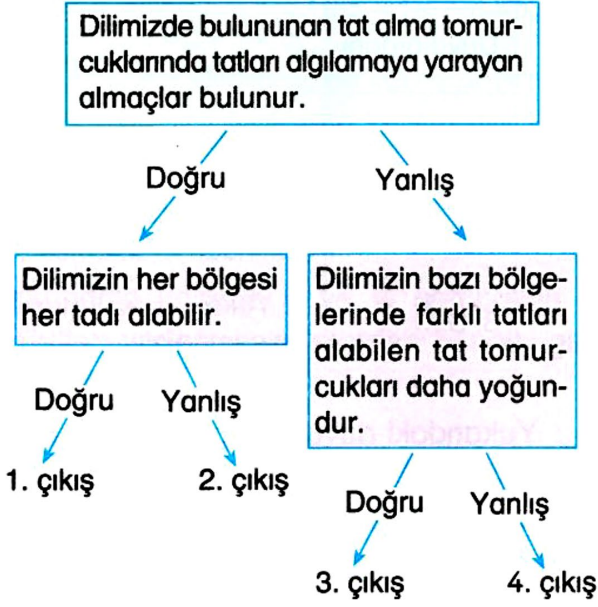 Dilimizde bulununan tat alma tomur-
cuklarında tatları algılamaya yarayan
almaçlar bulunur.
Doğru
Yanlış
Dilimizin her bölgesi
her tadı alabilir.
Dilimizin bazı bölge-
lerinde farklı tatları
alabilen tat tomur-
cukları daha yoğun-
dur.
Doğru
Yanlış
1. çıkış
2. çıkış
Doğru
Yanlış
3. çıkış
4. çıkış